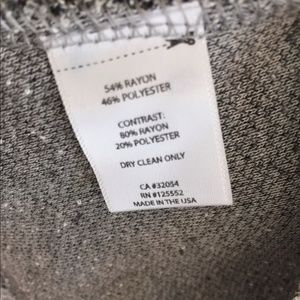 54% RAYON
46% POLYESTER
CONTRAST:
80% RAYON
20% POLYESTER
DRY CLEAN ONLY
CA #32054
RN #125552
MADE IN THE USA